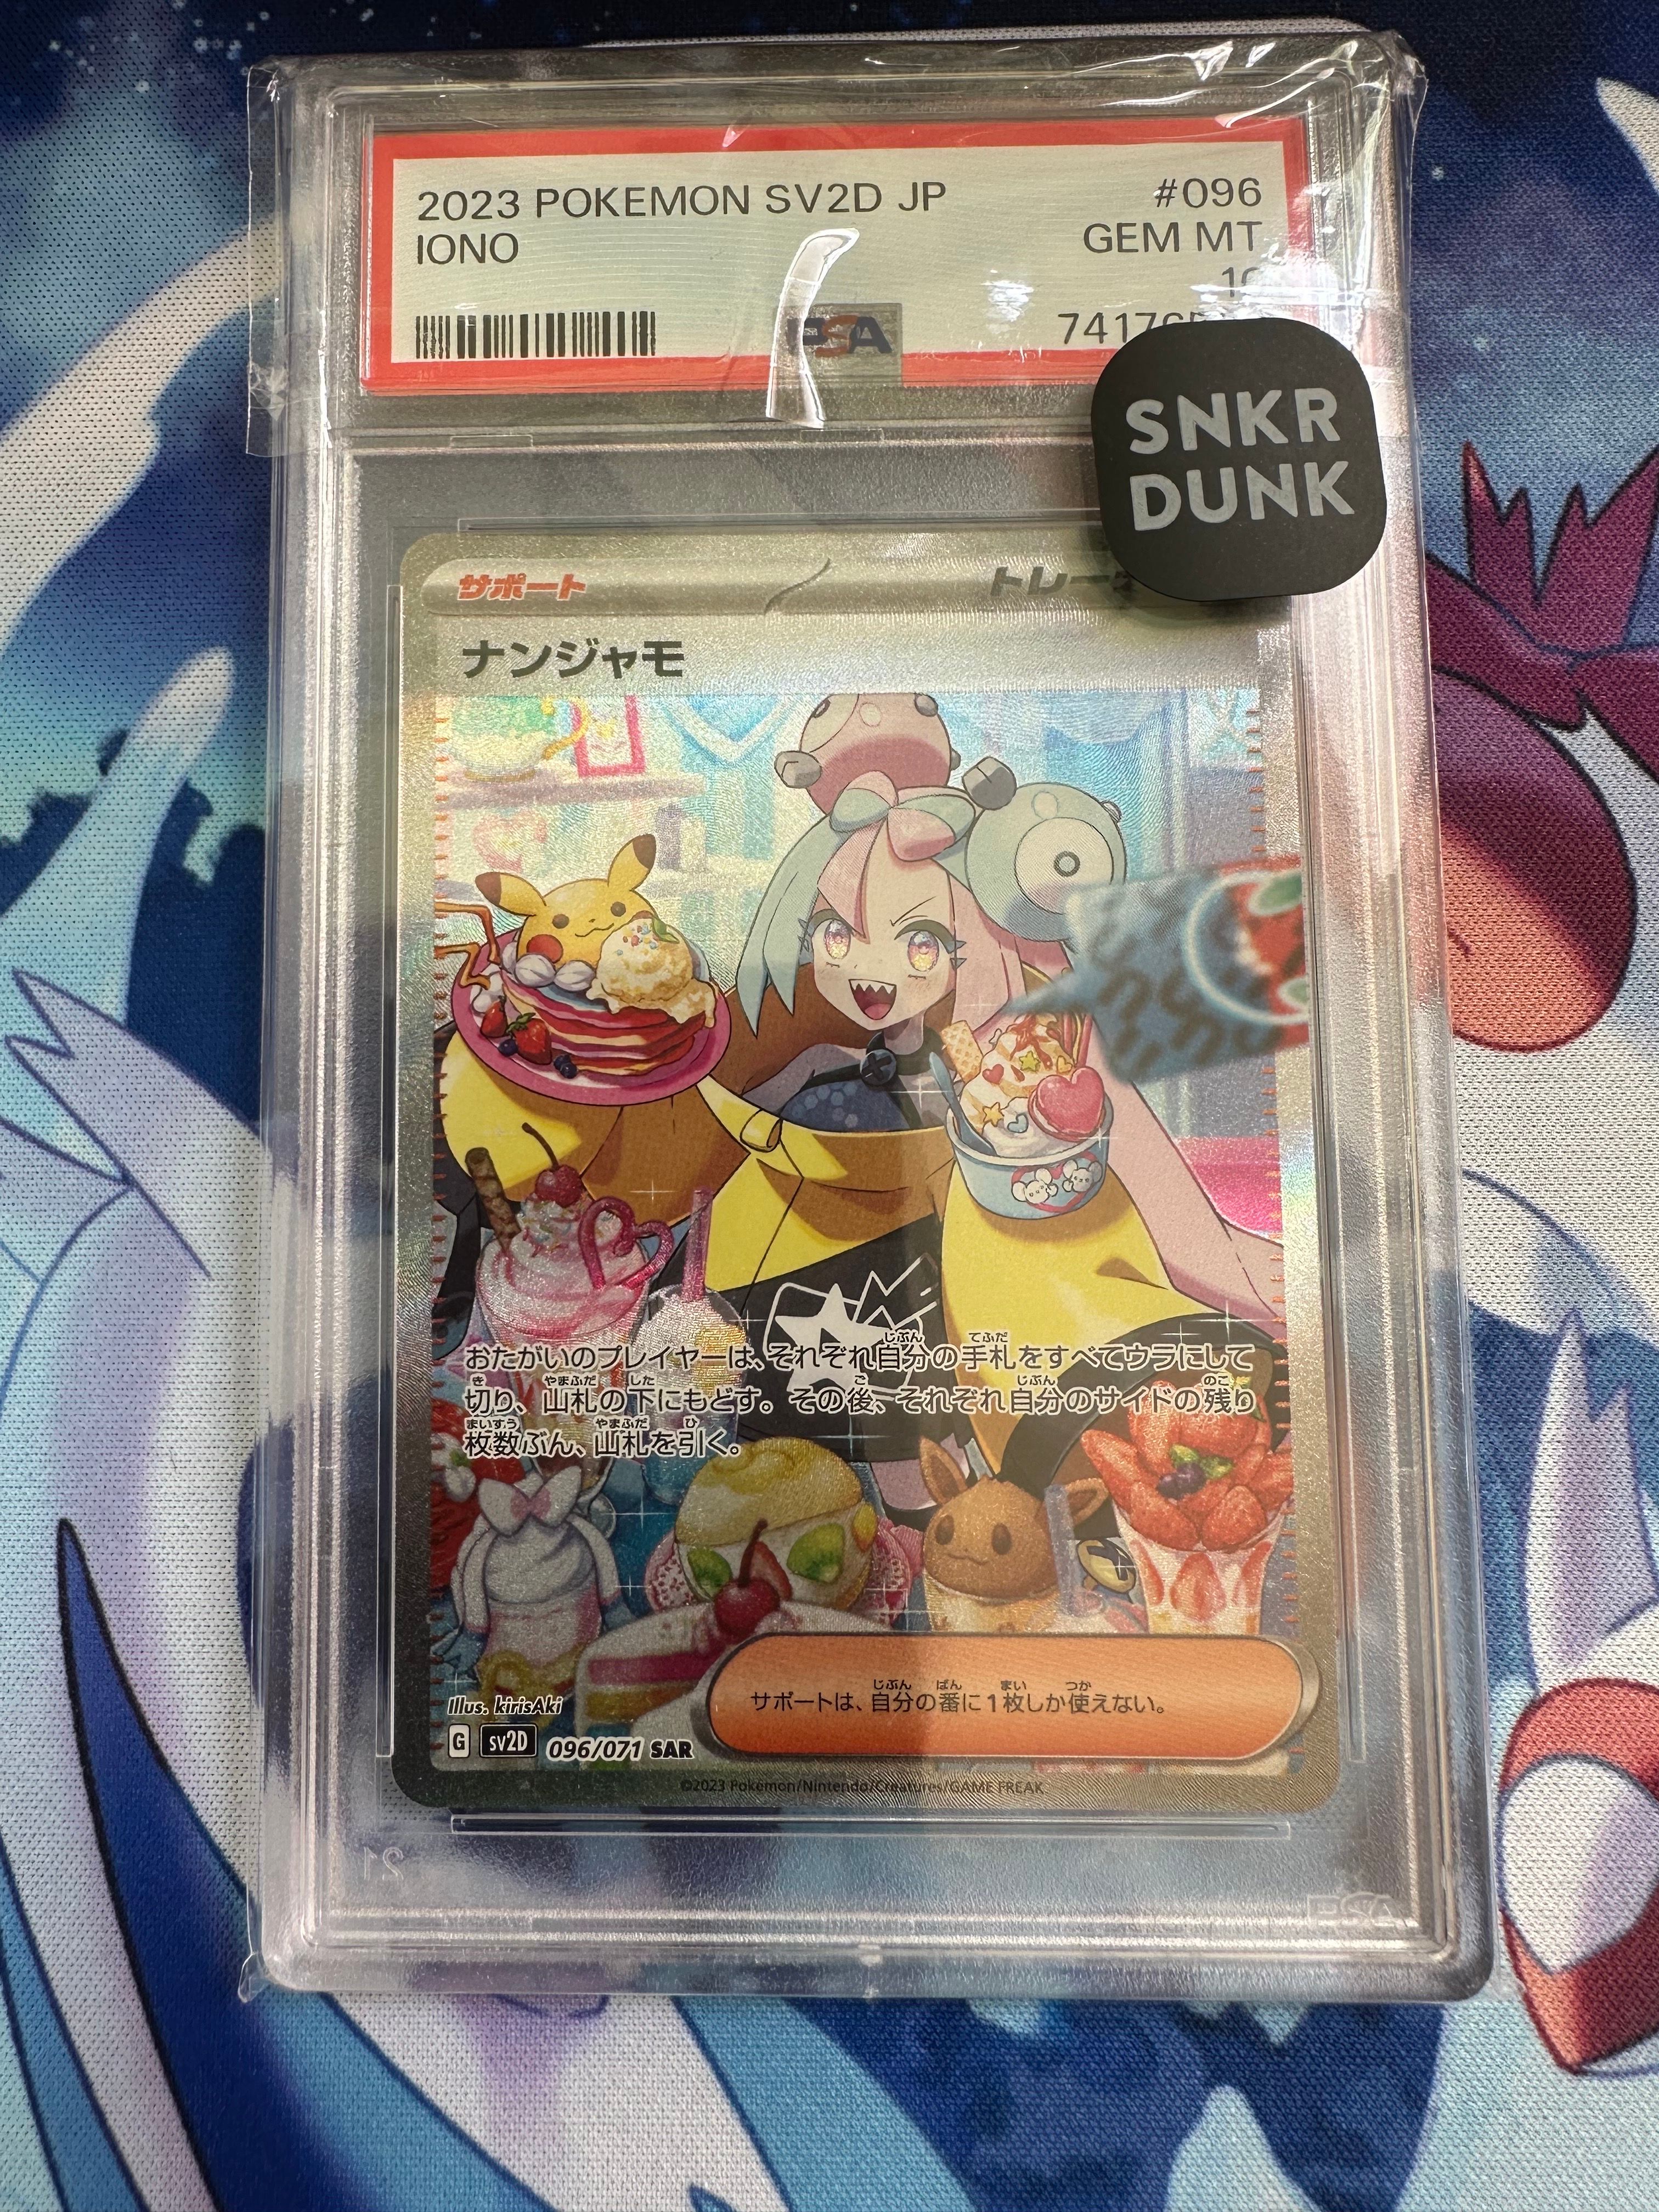 2023 POKEMON SV2D JP #096
IONO GEM MT
PSA
SNKR
DUNK
サポート
ナンジャモ
おたがいのプレイヤーは、それぞれ自分の手札をすべてウラにして
切り、山札の下にもどす。その後、それぞれ自分のサイドの残り
枚数ぶん、山札を引く。
サポートは、自分の番に1枚しか使えない。
Illus. kirisAki
G SV2D 096/071 SAR
©2023 Pokémon/Nintendo/Creatures/GAME FREAK
PSA